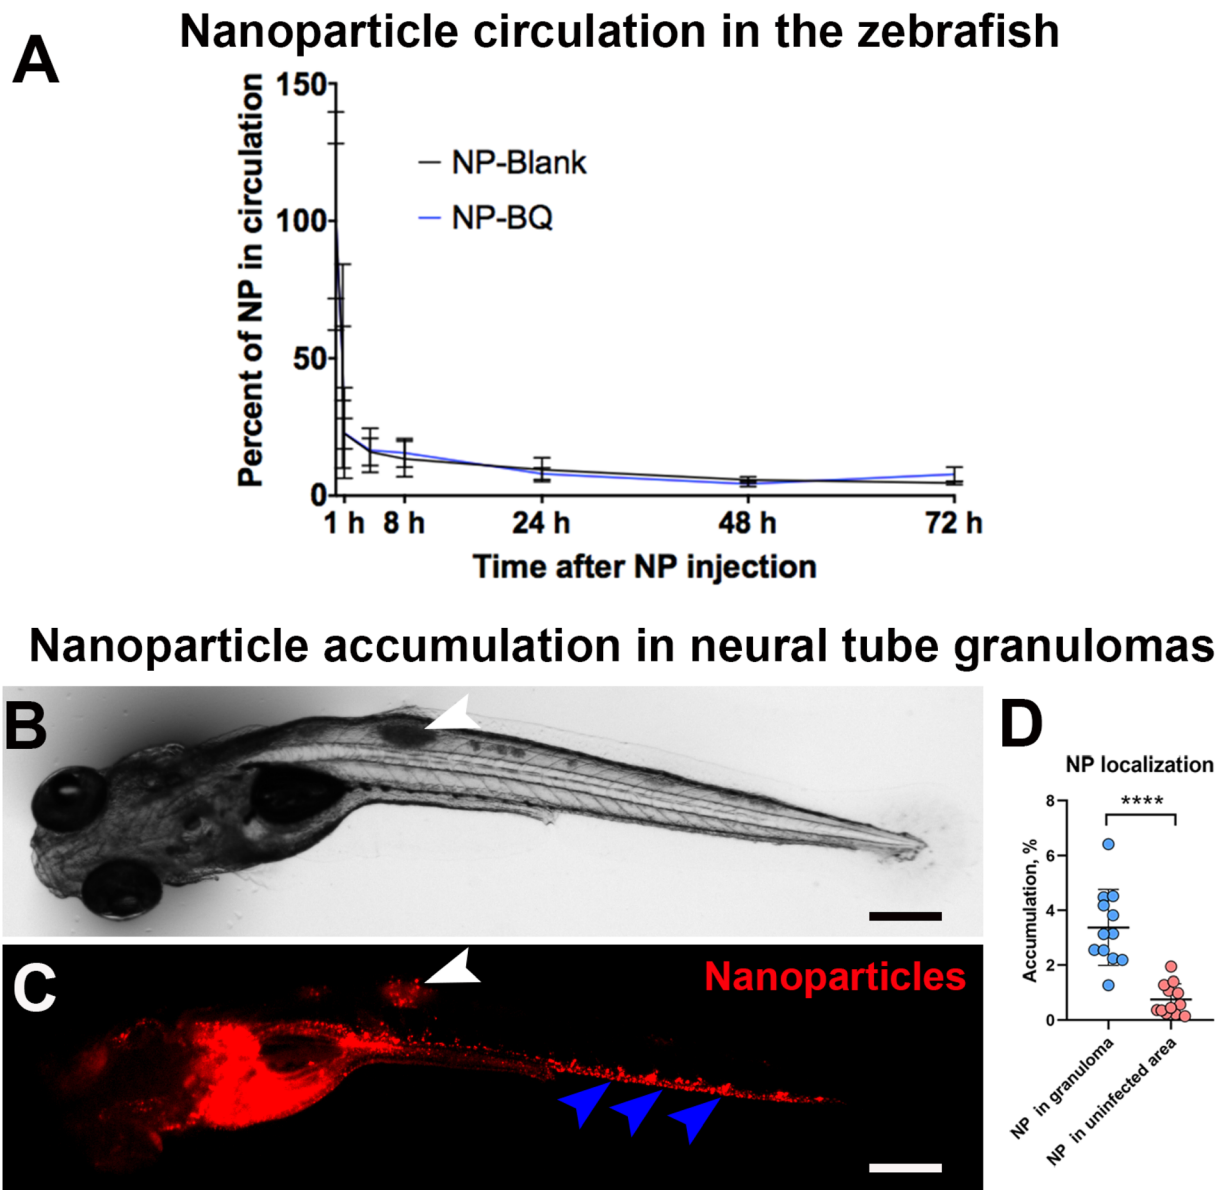 Nanoparticle circulation in the zebrafish
A
Percent of NP in circulation
150
100
50
0
NP-Blank
NP-BQ
1 h 8 h 24 h 48 h 72 h
Time after NP injection
Nanoparticle accumulation in neural tube granulomas
B
C
Nanoparticles
D
NP localization
****
Accumulation, %
8
6
4
2
0
NP in granuloma
NP in uninfected area